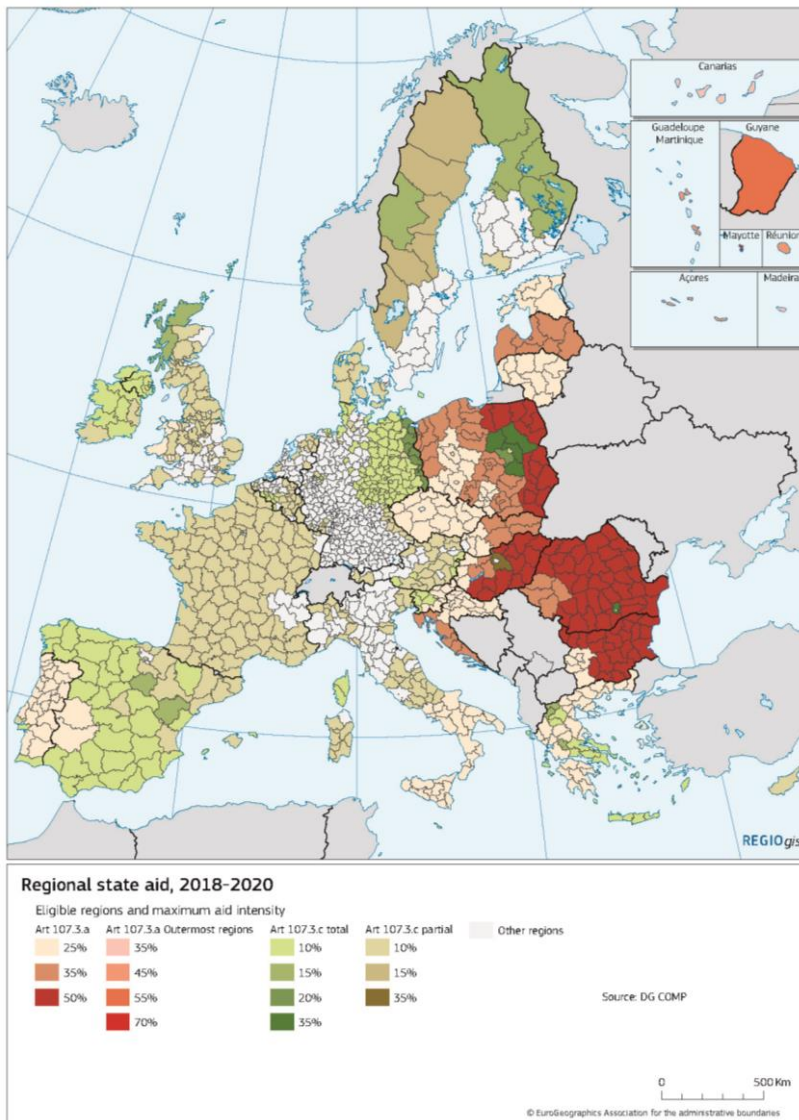 Canarias
Guadeloupe
Martinique
Guyane
Mayotte
Réunion
Açores
Madeira
REGIOgis
Regional state aid, 2018-2020
Eligible regions and maximum aid intensity
Art 107.3.a Art 107.3.a Outermost regions Art 107.3.c total Art 107.3.c partial Other regions
25% 35% 10% 10%
35% 45% 15% 15%
50% 55% 20% 35%
70% 35%
Source: DG COMP
0 500 Km
© EuroGeographics Association for the administrative boundaries